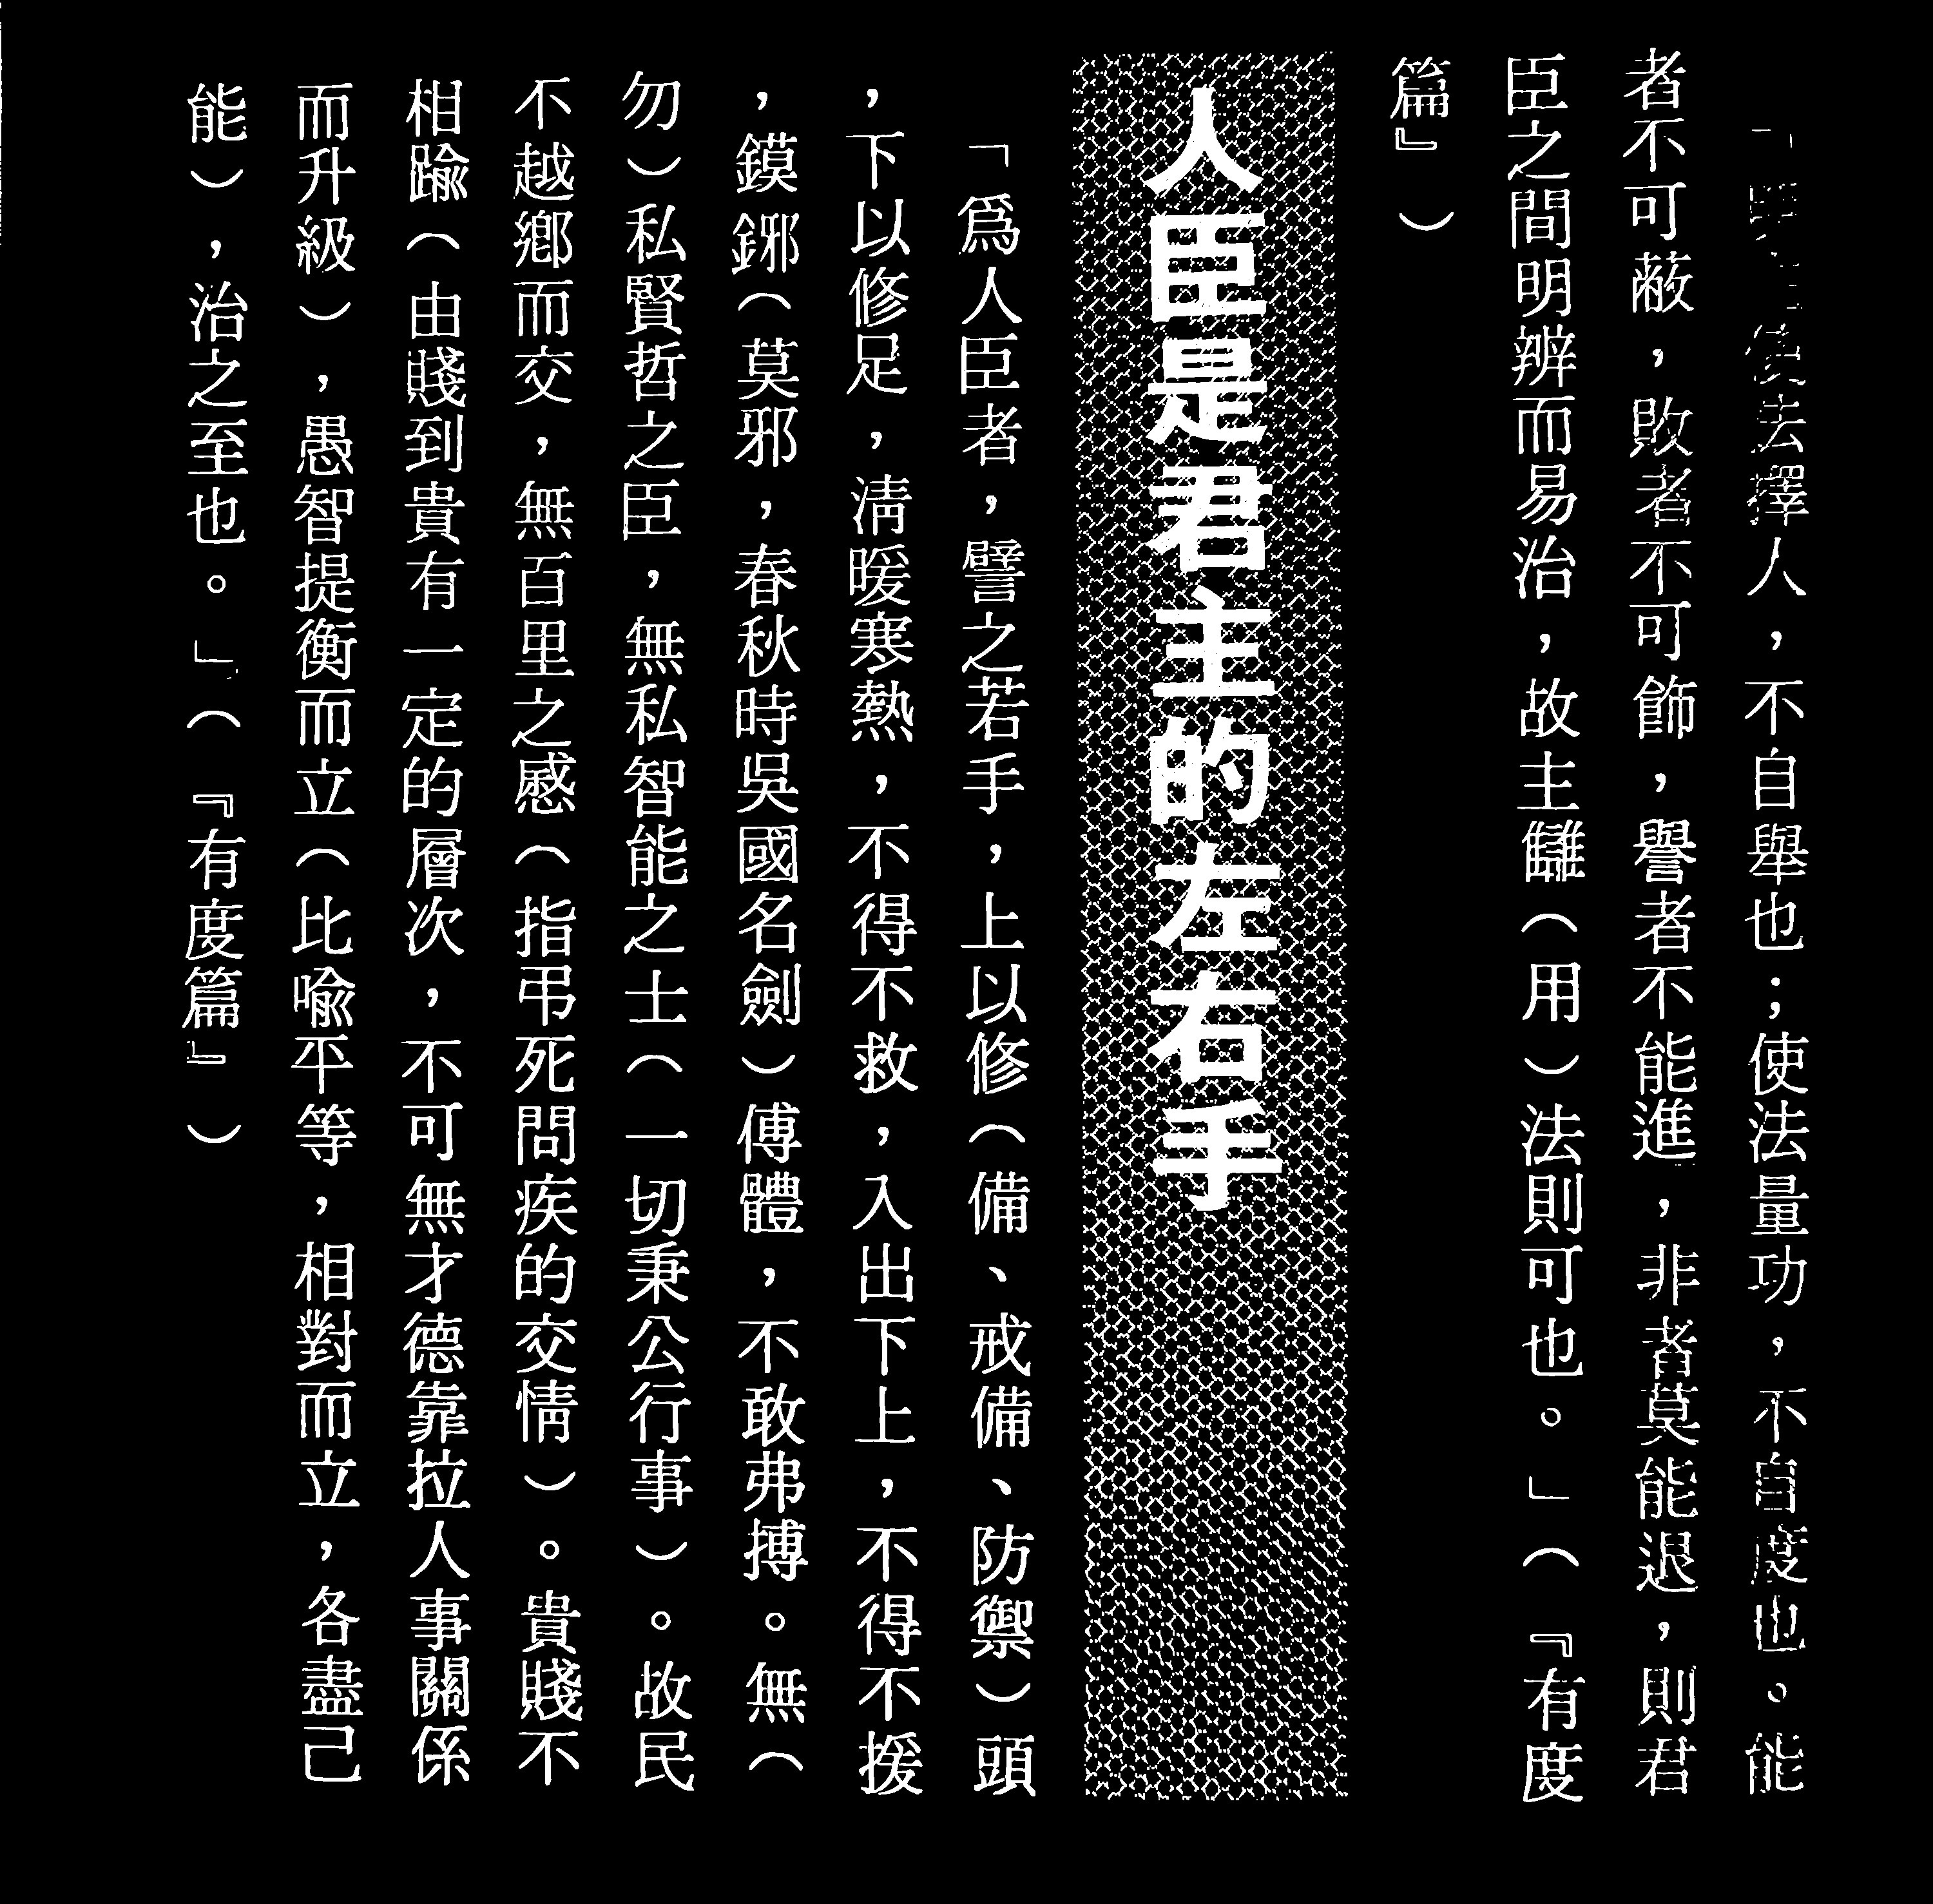 「明主使法擇人，不自舉也；使法量功，不自度也。能
者不可蔽，敗者不可飾，譽者不能進，非者莫能退，則君
臣之間明辨而易治，故主讎（用）法則可也。」（『有度
篇』）
人臣是君主的左右手
「爲人臣者，譬之若手，上以修（備、戒備、防禦）頭
，下以修足，淸暖寒熱，不得不救，入出下上，不得不援
，鏌鋣（莫邪，春秋時吳國名劍）傅體，不敢弗搏。無（
勿）私賢哲之臣，無私智能之士（一切秉公行事）。故民
不越鄕而交，無百里之慼（指弔死問疾的交情）。貴賤不
相踰（由賤到貴有一定的層次，不可無才德靠拉人事關係
而升級），愚智提衡而立（比喻平等，相對而立，各盡己
能），治之至也。」（『有度篇』）